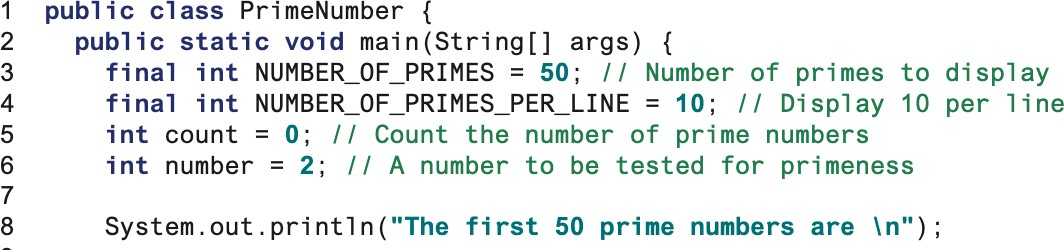 1 public class PrimeNumber {
2 public static void main(String[] args) {
3 final int NUMBER_OF_PRIMES = 50; // Number of primes to display
4 final int NUMBER_OF_PRIMES_PER_LINE = 10; // Display 10 per line
5 int count = 0; // Count the number of prime numbers
6 int number = 2; // A number to be tested for primeness
7
8 System.out.println("The first 50 prime numbers are \n");